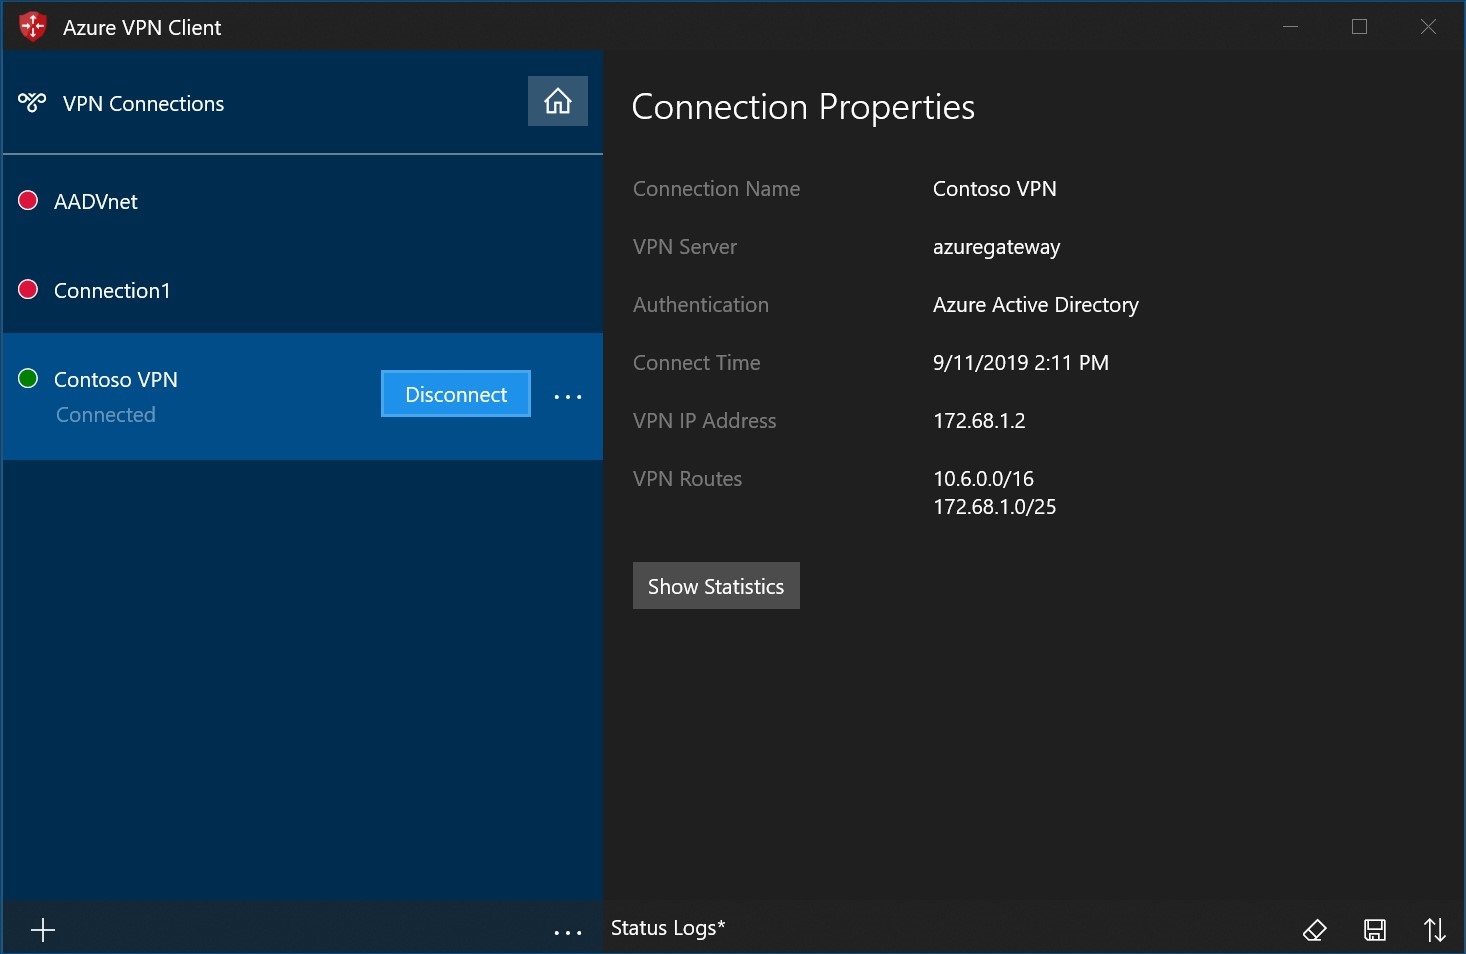 Azure VPN Client
VPN Connections
AADVnet
Connection1
Contoso VPN
Connected
Disconnect
Connection Properties
Connection Name Contoso VPN
VPN Server azuregateway
Authentication Azure Active Directory
Connect Time 9/11/2019 2:11 PM
VPN IP Address 172.68.1.2
VPN Routes 10.6.0.0/16
172.68.1.0/25
Show Statistics
Status Logs*